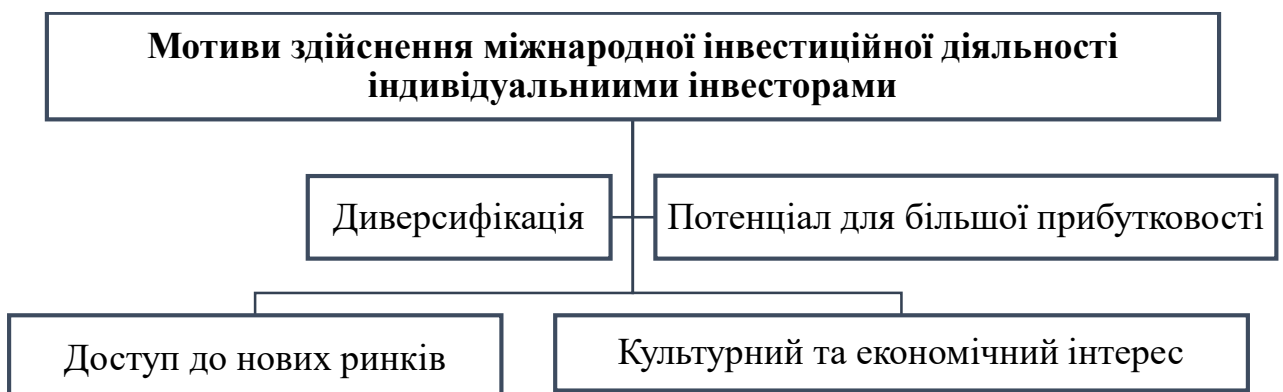 Мотиви здійснення міжнародної інвестиційної діяльності
індивідуальниими інвесторами
Диверсифікація
Потенціал для більшої прибутковості
Доступ до нових ринків
Культурний та економічний інтерес